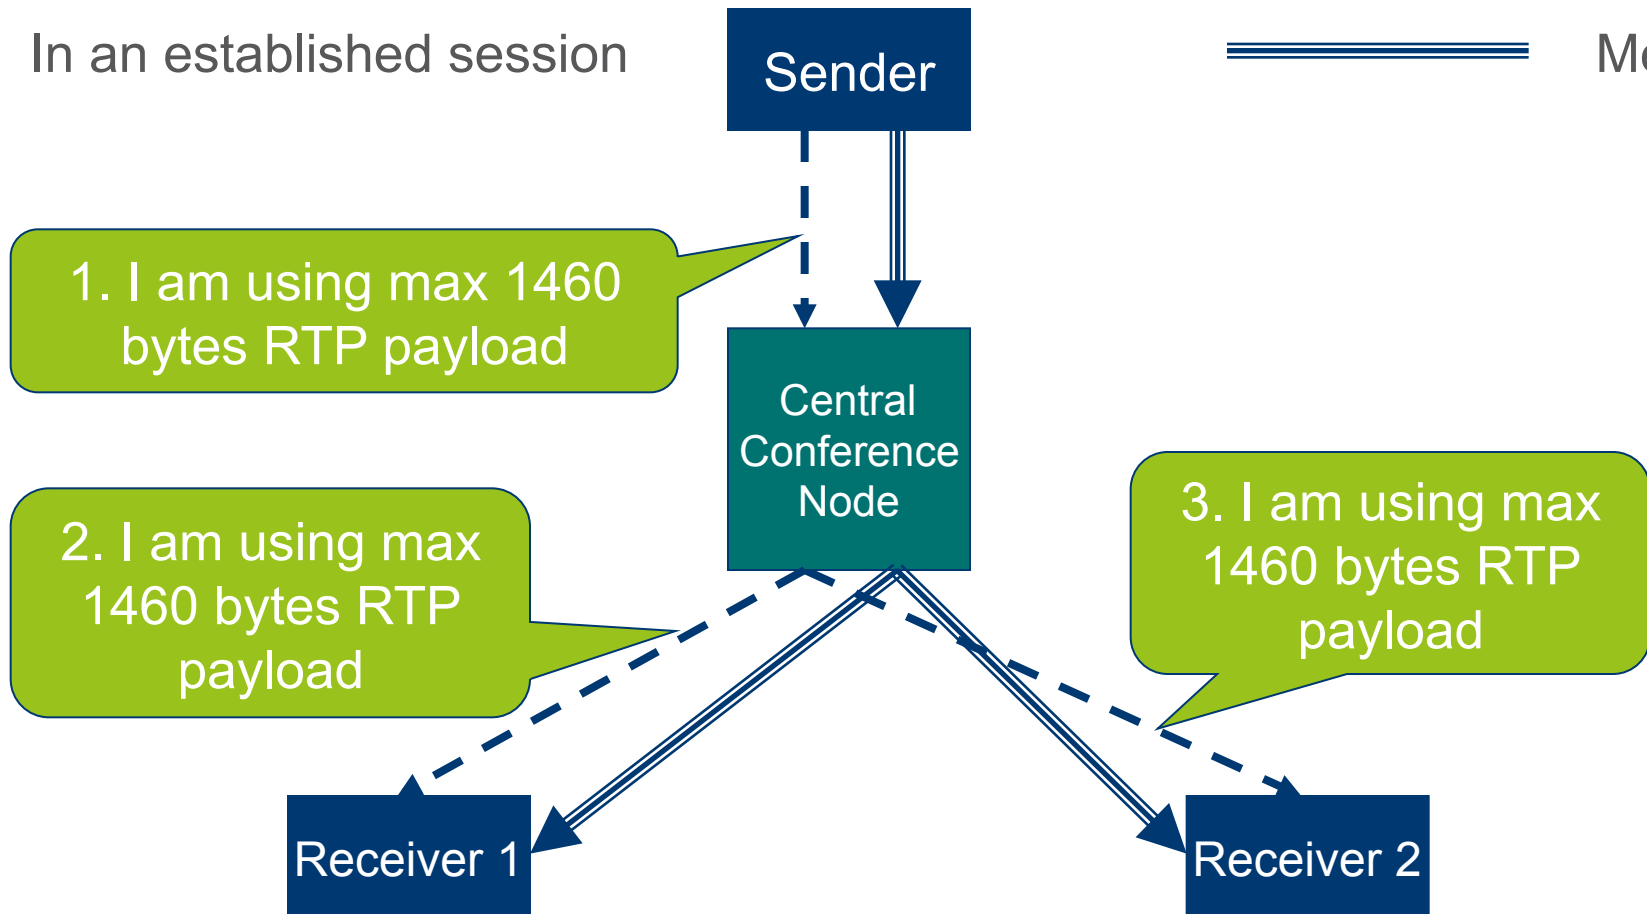 In an established session
Sender
1. I am using max 1460
bytes RTP payload
Central
Conference
Node
2. I am using max
1460 bytes RTP
payload
3. I am using max
1460 bytes RTP
payload
Receiver 1
Receiver 2